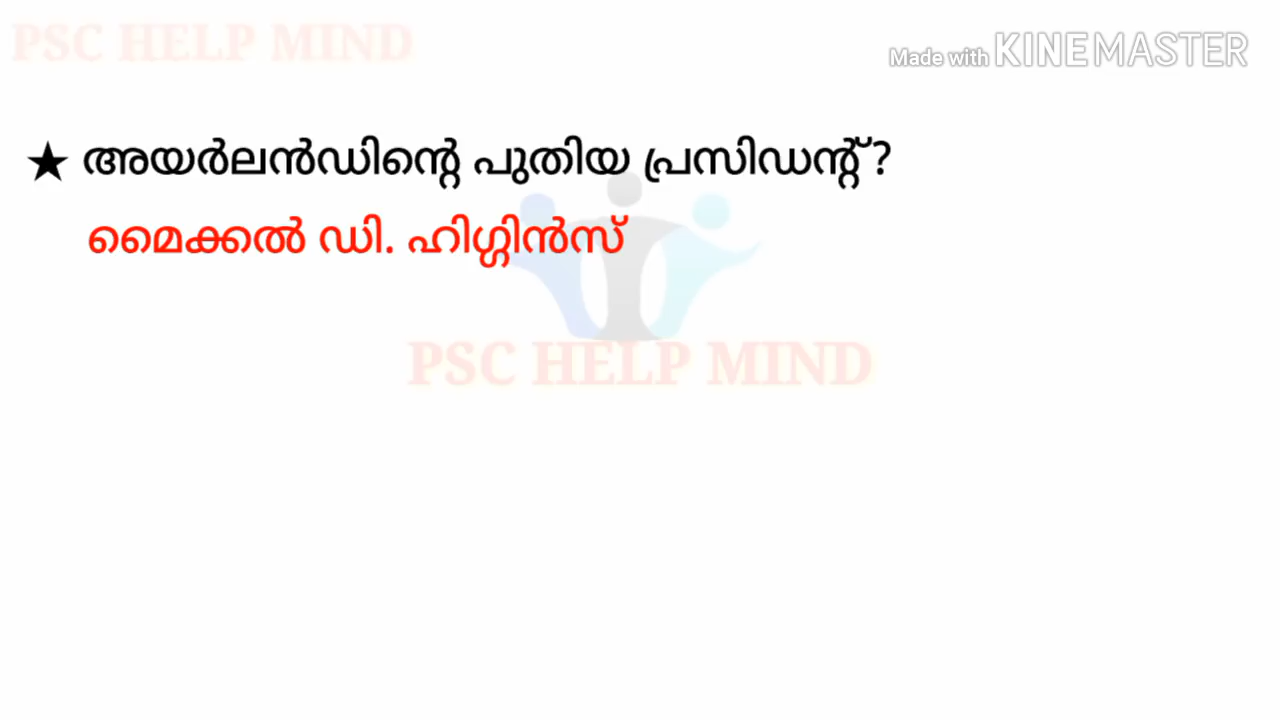 PSC HELP MIND
Made with KINEMASTER
★ അയർലൻഡിന്റെ പുതിയ പ്രസിഡന്റ്?
മൈക്കൽ ഡി. ഹിഗ്ഗിൻസ്
PSC HELP MIND